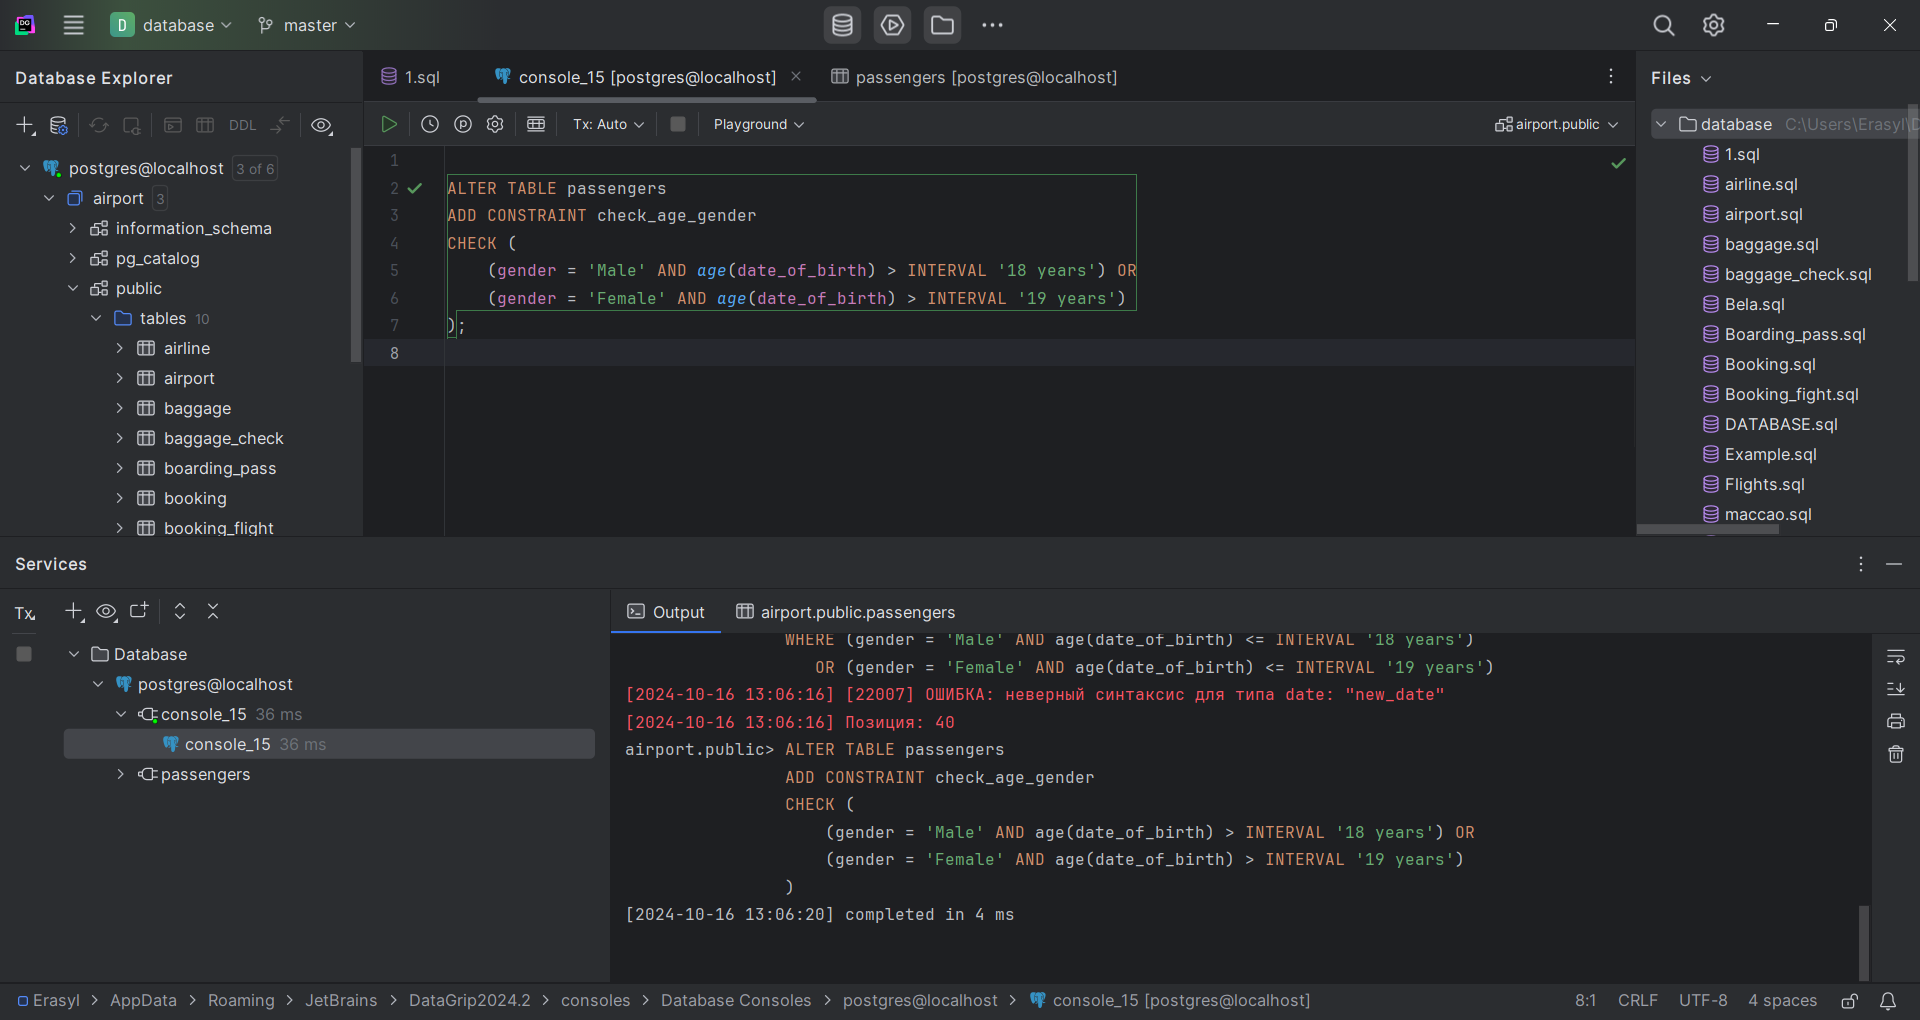 D database master
Database Explorer
1.sql
console_15 [postgres@localhost]
passengers [postgres@localhost]
Files
DDL
Tx: Auto
Playground
airport.public
postgres@localhost 3 of 6
airport 3
information_schema
pg_catalog
public
tables 10
airline
airport
baggage
baggage_check
boarding_pass
booking
booking_flight
1
2 ALTER TABLE passengers
3 ADD CONSTRAINT check_age_gender
4 CHECK (
5 (gender = 'Male' AND age(date_of_birth) > INTERVAL '18 years') OR
6 (gender = 'Female' AND age(date_of_birth) > INTERVAL '19 years')
7 );
8
database C:\Users\Erasyl\D
1.sql
airline.sql
airport.sql
baggage.sql
baggage_check.sql
Bela.sql
Boarding_pass.sql
Booking.sql
Booking_fight.sql
DATABASE.sql
Example.sql
Flights.sql
maccao.sql
Services
Tx
Database
postgres@localhost
console_15 36 ms
console_15 36 ms
passengers
Output
airport.public.passengers
WHERE (gender = 'Male' AND age(date_of_birth) <= INTERVAL '18 years')
OR (gender = 'Female' AND age(date_of_birth) <= INTERVAL '19 years')
[2024-10-16 13:06:16] [22007] ОШИБКА: неверный синтаксис для типа date: "new_date"
[2024-10-16 13:06:16] Позиция: 40
airport.public> ALTER TABLE passengers
ADD CONSTRAINT check_age_gender
CHECK (
(gender = 'Male' AND age(date_of_birth) > INTERVAL '18 years') OR
(gender = 'Female' AND age(date_of_birth) > INTERVAL '19 years')
)
[2024-10-16 13:06:20] completed in 4 ms
Erasyl > AppData > Roaming > JetBrains > DataGrip2024.2 > consoles > Database Consoles > postgres@localhost > console_15 [postgres@localhost]
8:1 CRLF UTF-8 4 spaces